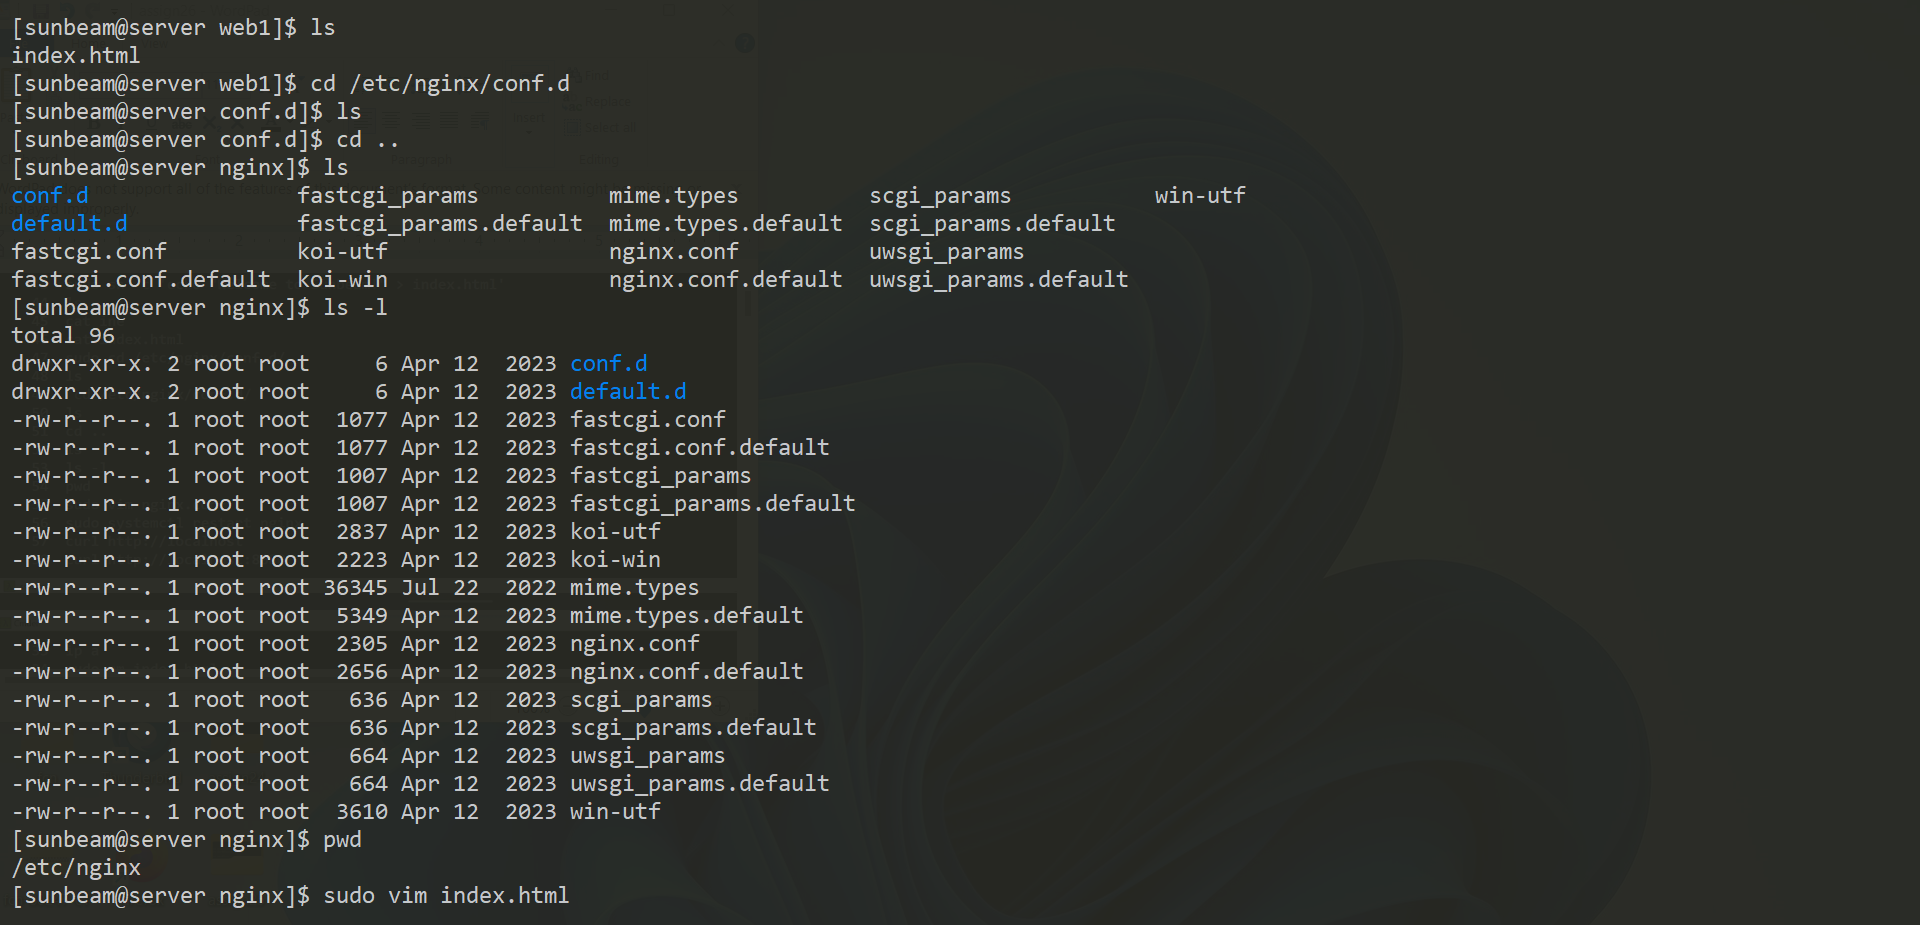 [sunbeam@server web1]$ ls
index.html
[sunbeam@server web1]$ cd /etc/nginx/conf.d
[sunbeam@server conf.d]$ ls
[sunbeam@server conf.d]$ cd ..
[sunbeam@server nginx]$ ls
conf.d                fastcgi_params          mime.types          scgi_params           win-utf
default.d             fastcgi_params.default  mime.types.default  scgi_params.default
fastcgi.conf          koi-utf                 nginx.conf          uwsgi_params
fastcgi.conf.default  koi-win                 nginx.conf.default  uwsgi_params.default
[sunbeam@server nginx]$ ls -l
total 96
drwxr-xr-x. 2 root root     6 Apr 12  2023 conf.d
drwxr-xr-x. 2 root root     6 Apr 12  2023 default.d
-rw-r--r--. 1 root root  1077 Apr 12  2023 fastcgi.conf
-rw-r--r--. 1 root root  1077 Apr 12  2023 fastcgi.conf.default
-rw-r--r--. 1 root root  1007 Apr 12  2023 fastcgi_params
-rw-r--r--. 1 root root  1007 Apr 12  2023 fastcgi_params.default
-rw-r--r--. 1 root root  2837 Apr 12  2023 koi-utf
-rw-r--r--. 1 root root  2223 Apr 12  2023 koi-win
-rw-r--r--. 1 root root 36345 Jul 22  2022 mime.types
-rw-r--r--. 1 root root  5349 Apr 12  2023 mime.types.default
-rw-r--r--. 1 root root  2305 Apr 12  2023 nginx.conf
-rw-r--r--. 1 root root  2656 Apr 12  2023 nginx.conf.default
-rw-r--r--. 1 root root   636 Apr 12  2023 scgi_params
-rw-r--r--. 1 root root   636 Apr 12  2023 scgi_params.default
-rw-r--r--. 1 root root   664 Apr 12  2023 uwsgi_params
-rw-r--r--. 1 root root   664 Apr 12  2023 uwsgi_params.default
-rw-r--r--. 1 root root  3610 Apr 12  2023 win-utf
[sunbeam@server nginx]$ pwd
/etc/nginx
[sunbeam@server nginx]$ sudo vim index.html